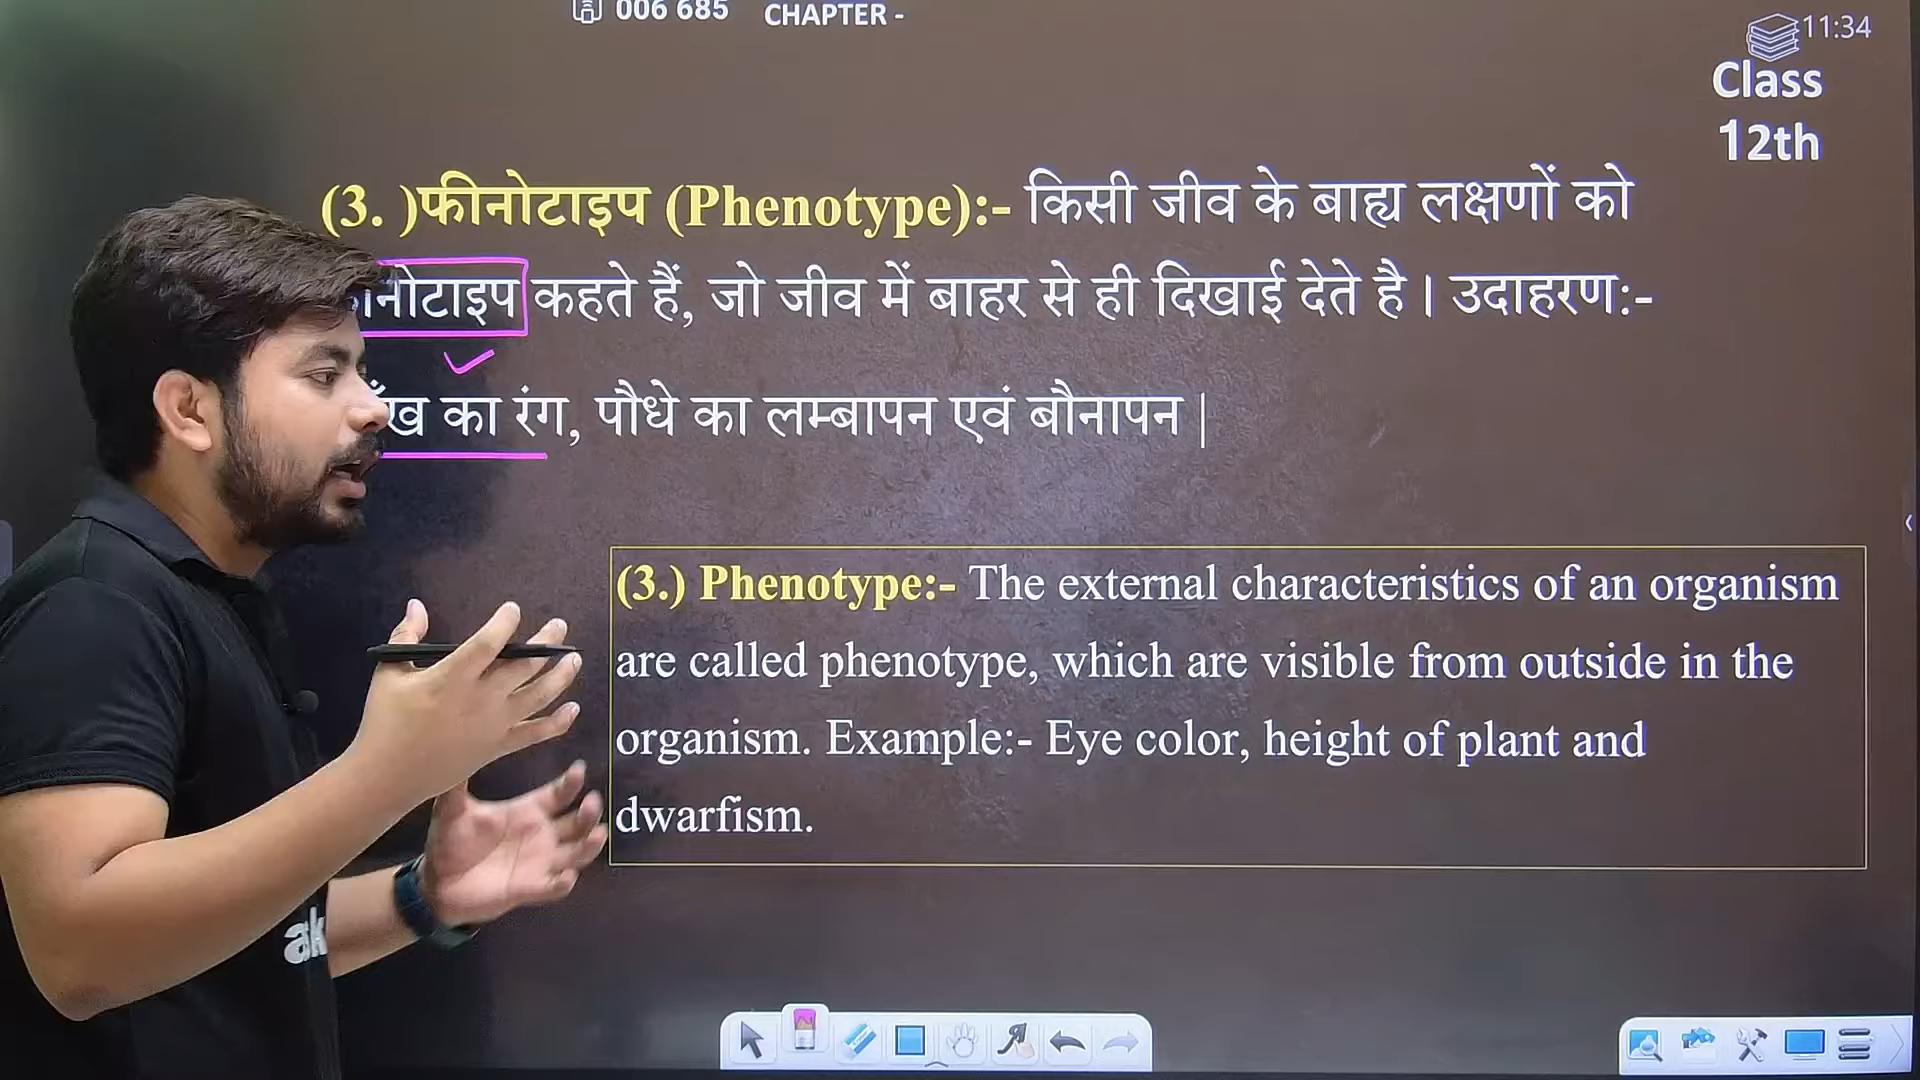 006 685 CHAPTER -
11:34
Class
12th
(3. )फीनोटाइप (Phenotype):- किसी जीव के बाह्य लक्षणों को
कहते हैं, जो जीव में बाहर से ही दिखाई देते है । उदाहरण:-
का रंग, पौधे का लम्बापन एवं बौनापन |
(3.) Phenotype:- The external characteristics of an organism
are called phenotype, which are visible from outside in the
organism. Example:- Eye color, height of plant and
dwarfism.
ak